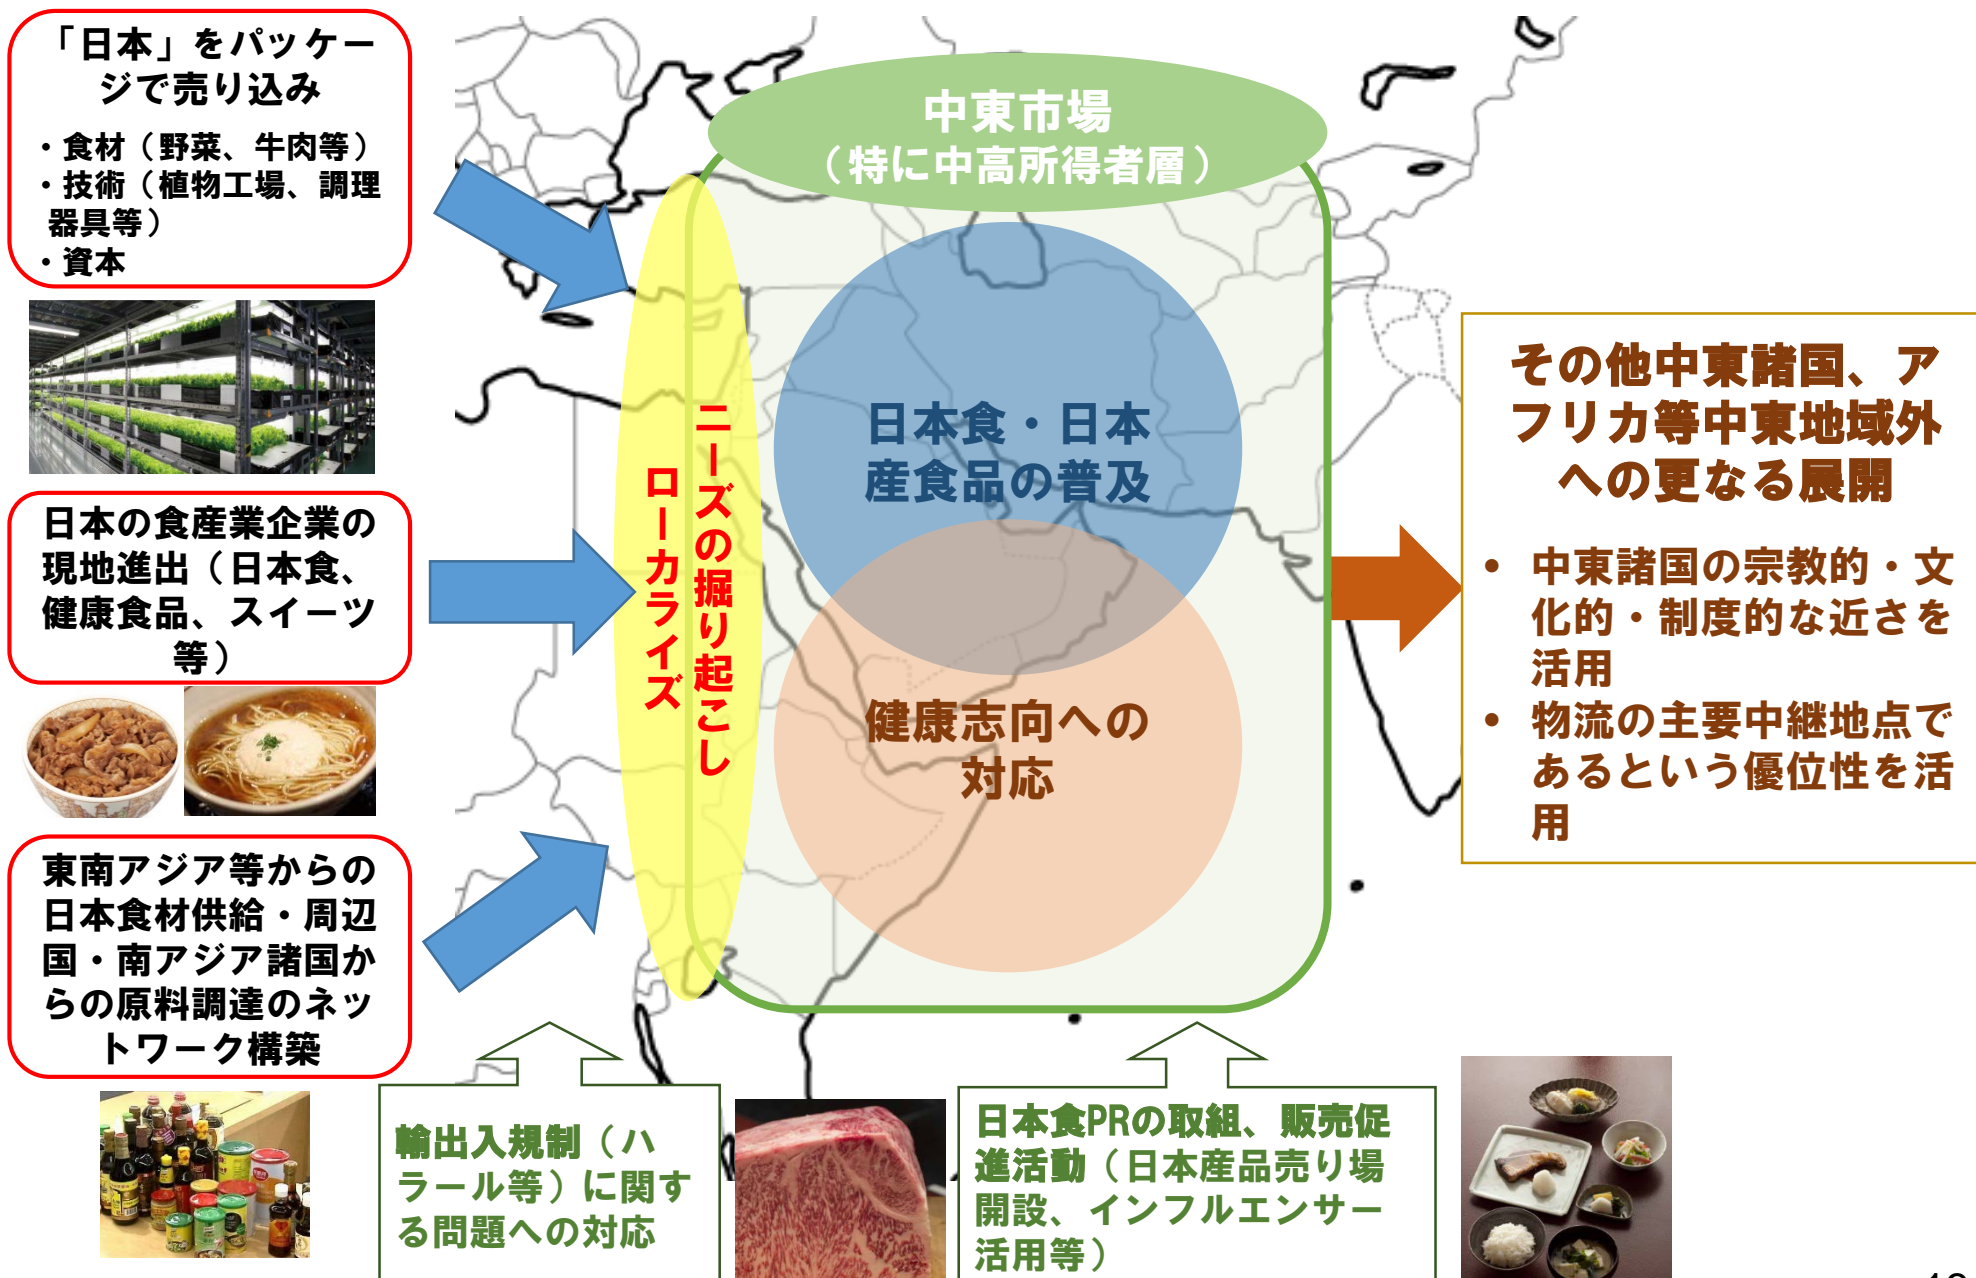 「日本」をパッケー
ジで売り込み
・食材（野菜、牛肉等）
・技術（植物工場、調理
器具等）
・資本
日本の食産業企業の
現地進出（日本食、
健康食品、スイーツ
等）
東南アジア等からの
日本食材供給・周辺
国・南アジア諸国か
らの原料調達のネッ
トワーク構築
中東市場
（特に中高所得者層）
ニーズの掘り起こし
ローカライズ
日本食・日本
産食品の普及
健康志向への
対応
その他中東諸国、ア
フリカ等中東地域外
への更なる展開
• 中東諸国の宗教的・文
化的・制度的な近さを
活用
• 物流の主要中継地点で
あるという優位性を活
用
輸出入規制（ハ
ラール等）に関す
る問題への対応
日本食PRの取組、販売促
進活動（日本産品売り場
開設、インフルエンサー
活用等）